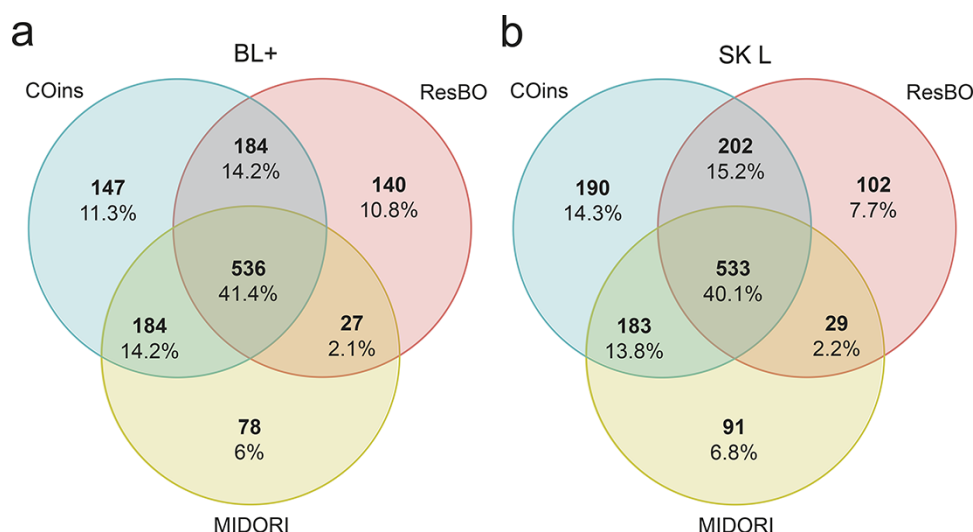 a
BL+
COins
ResBO
184
14.2%
147
11.3%
140
10.8%
536
41.4%
184
14.2%
27
2.1%
78
6%
MIDORI
b
SK L
COins
ResBO
202
15.2%
190
14.3%
102
7.7%
533
40.1%
183
13.8%
29
2.2%
91
6.8%
MIDORI